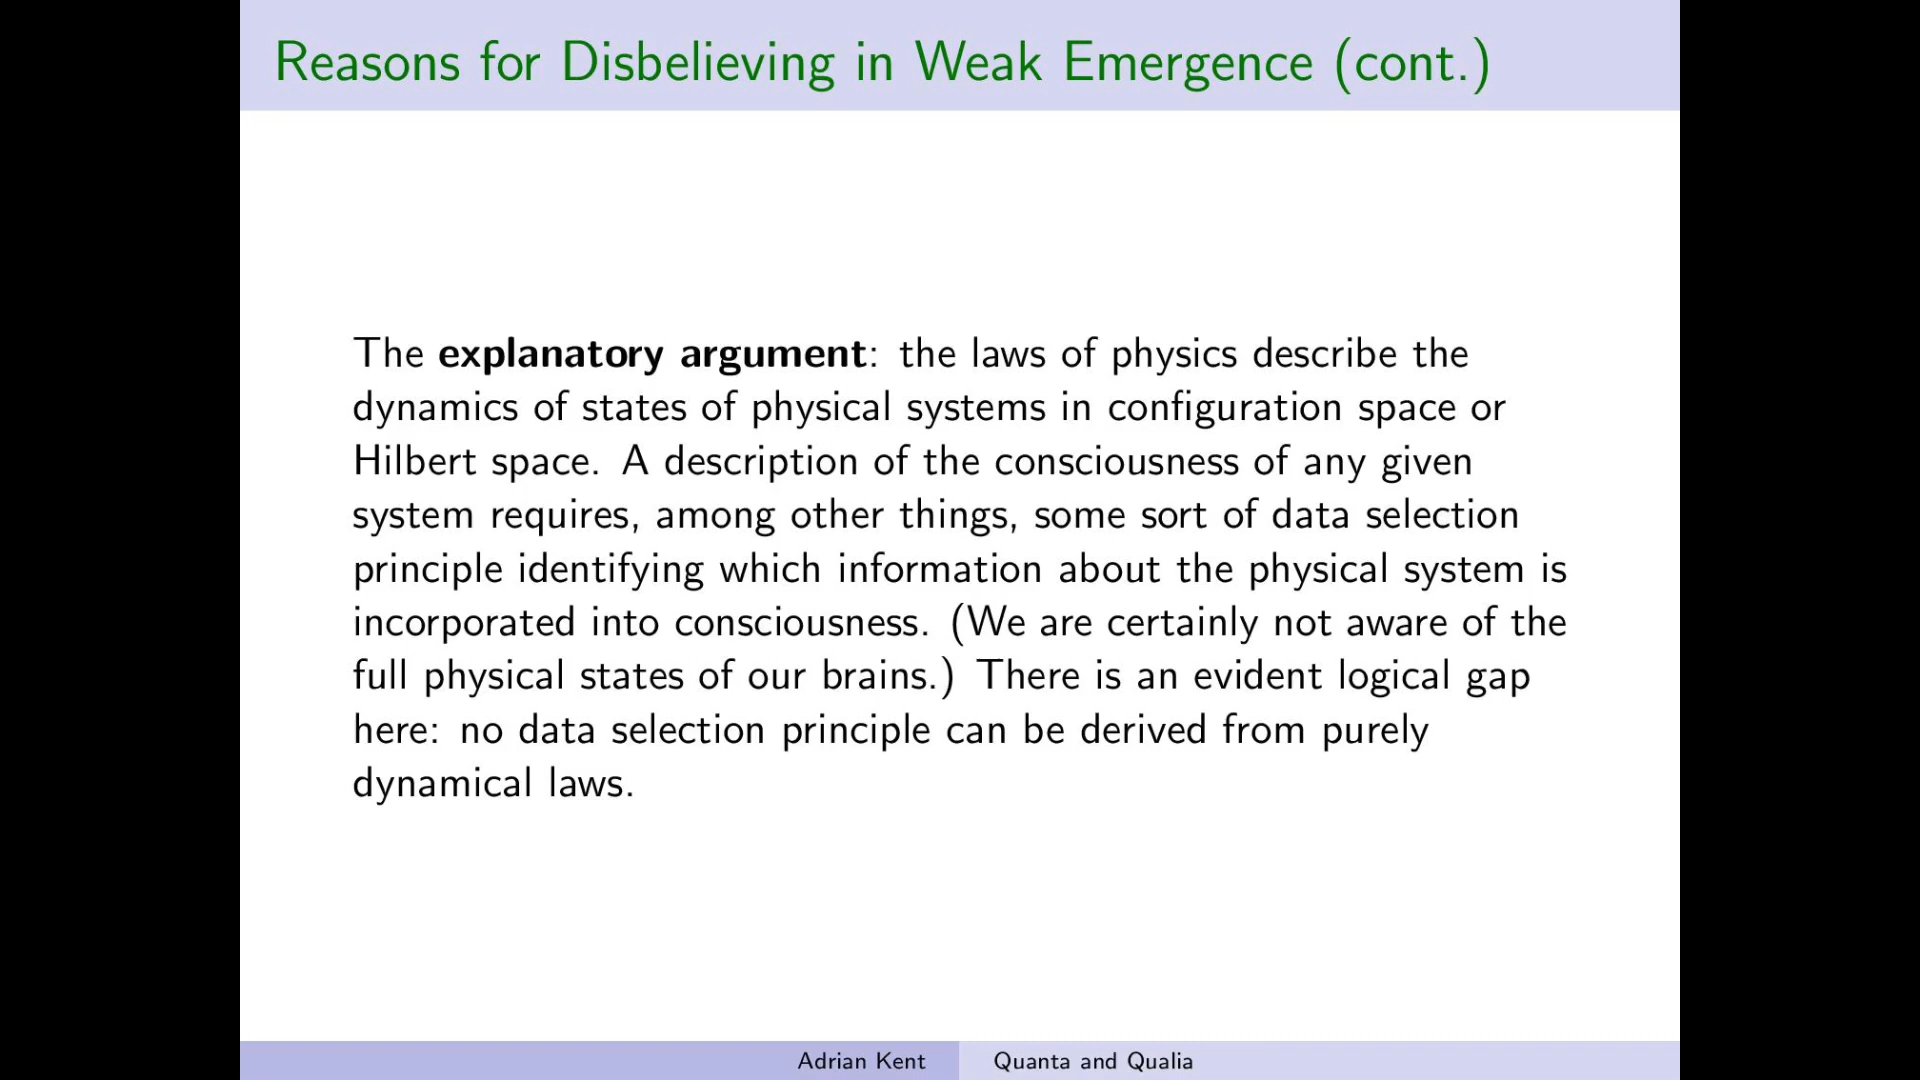 Reasons for Disbelieving in Weak Emergence (cont.)
The explanatory argument: the laws of physics describe the
dynamics of states of physical systems in configuration space or
Hilbert space. A description of the consciousness of any given
system requires, among other things, some sort of data selection
principle identifying which information about the physical system is
incorporated into consciousness. (We are certainly not aware of the
full physical states of our brains.) There is an evident logical gap
here: no data selection principle can be derived from purely
dynamical laws.
Adrian Kent
Quanta and Qualia